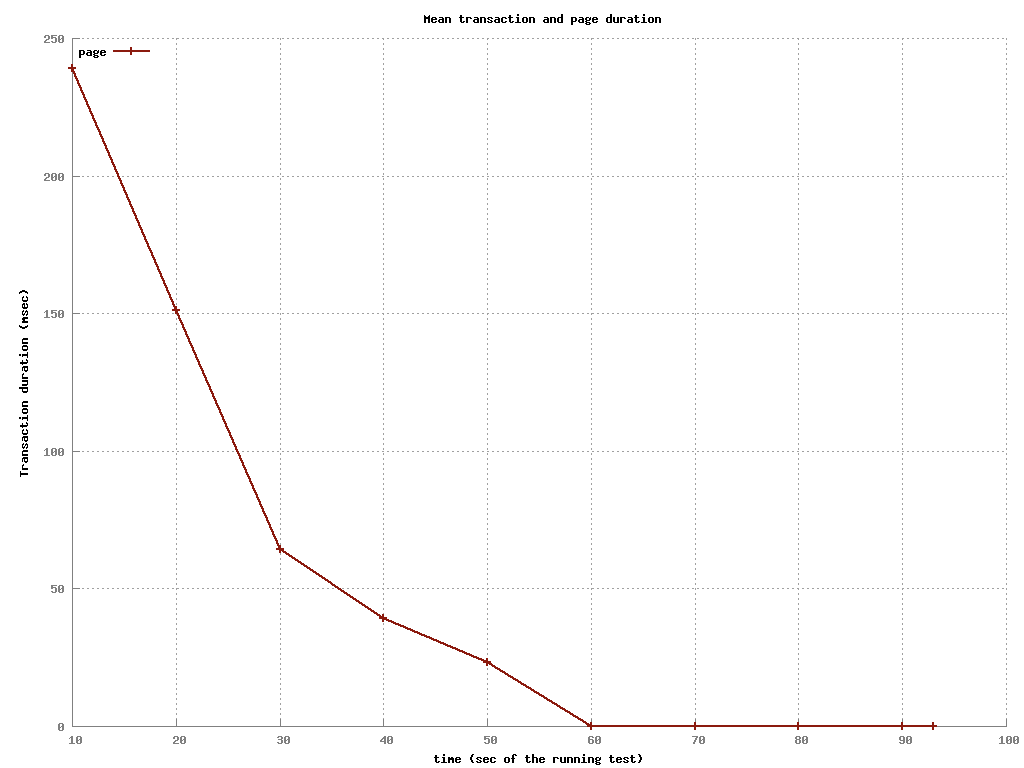 Mean transaction and page duration
250
page
200
150
100
50
0
Transaction duration (msec)
10 20 30 40 50 60 70 80 90 100
time (sec of the running test)